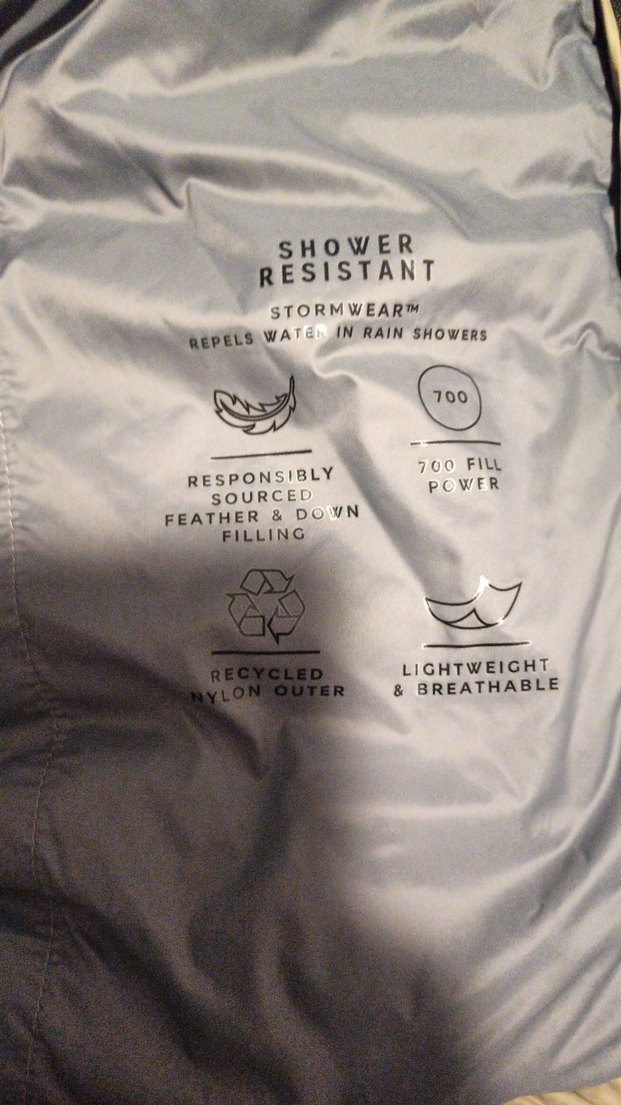 SHOWER
RESISTANT
STORMWEAR™
REPELS WATER IN RAIN SHOWERS
700
RESPONSIBLY
SOURCED
FEATHER & DOWN
FILLING
700 FILL
POWER
RECYCLED
NYLON OUTER
LIGHTWEIGHT
& BREATHABLE